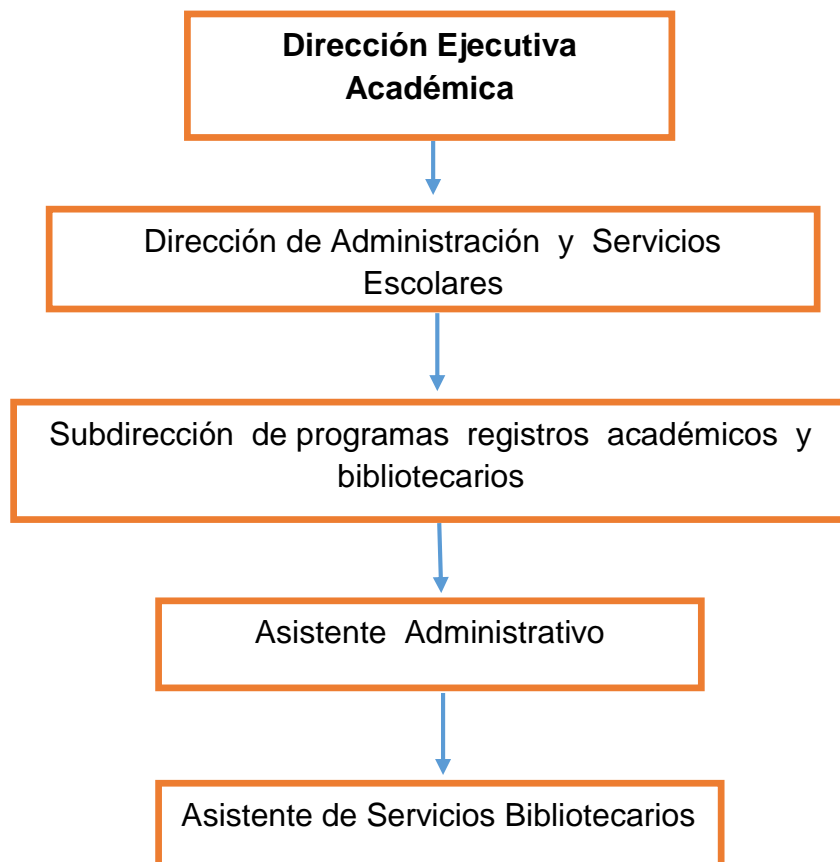 Dirección Ejecutiva
Académica
Dirección de Administración y Servicios
Escolares
Subdirección de programas registros académicos y
bibliotecarios
Asistente Administrativo
Asistente de Servicios Bibliotecarios